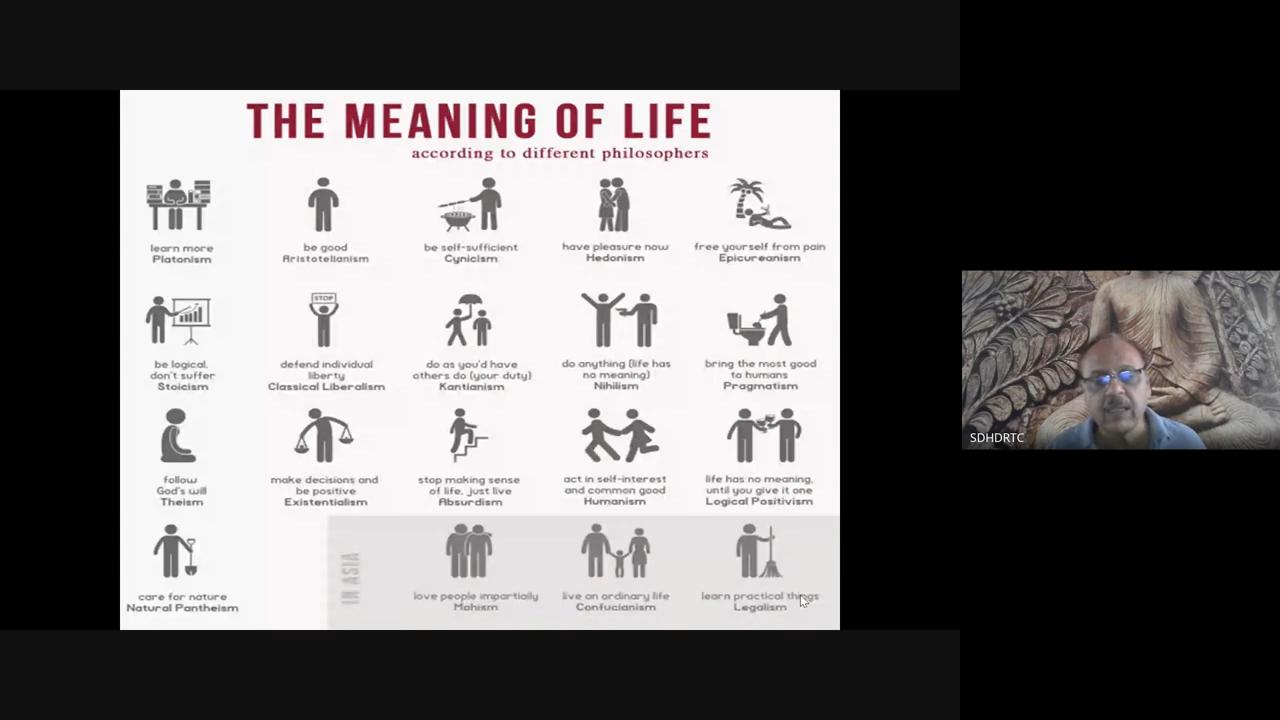 THE MEANING OF LIFE
according to different philosophers
learn more
Platonism
be good
Aristotelianism
be self-sufficient
Cynicism
have pleasure now
Hedonism
free yourself from pain
Epicureanism
be logical,
don't suffer
Stoicism
STOP
defend individual
liberty
Classical Liberalism
do as you'd have
others do (your duty)
Kantianism
do anything (life has
no meaning)
Nihilism
bring the most good
to humans
Pragmatism
follow
God's will
Theism
make decisions and
be positive
Existentialism
stop making sense
of life, just live
Absurdism
act in self-interest
and common good
Humanism
life has no meaning,
until you give it one
Logical Positivism
care for nature
Natural Pantheism
IN ASIA
love people impartially
Mohism
live an ordinary life
Confucianism
learn practical things
Legalism
SDHDRTC